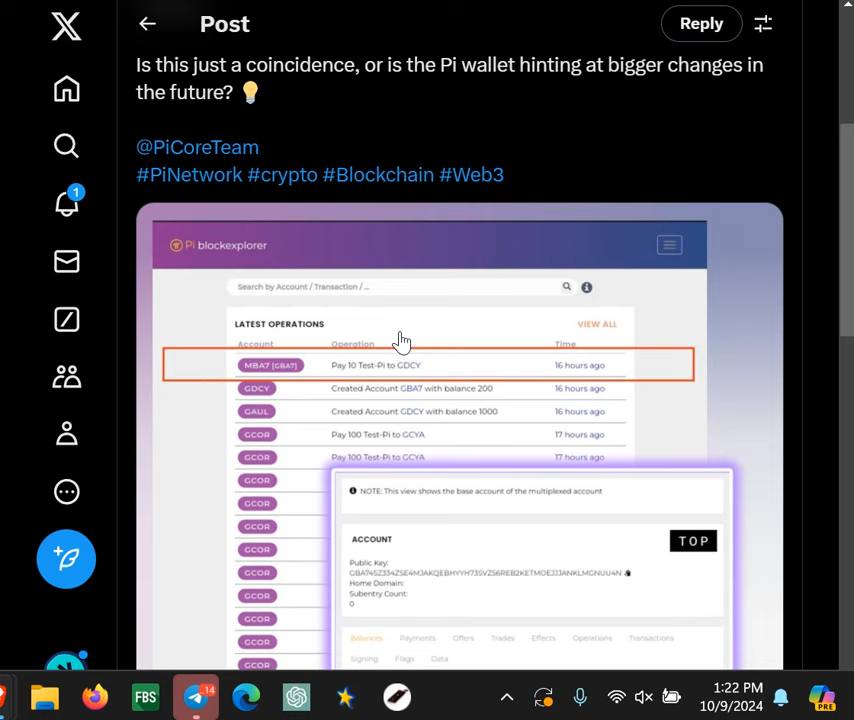 Post
Reply
Is this just a coincidence, or is the Pi wallet hinting at bigger changes in
the future? 💡
@PiCoreTeam
#PiNetwork #crypto #Blockchain #Web3
1
Pi blockexplorer
Search by Account / Transaction / ...
LATEST OPERATIONS VIEW ALL
Account Operation Time
MBA7 [GBA7] Pay 10 Test-Pi to GDCY 16 hours ago
GDCY Created Account GBA7 with balance 200 16 hours ago
GAUL Created Account GDCY with balance 1000 16 hours ago
GCOR Pay 100 Test-Pi to GCYA 17 hours ago
GCOR Pay 100 Test-Pi to GCYA 17 hours ago
GCOR
GCOR
GCOR
GCOR
GCOR
GCOR
GCOR
GCOR
GCOR
NOTE: This view shows the base account of the multiplexed account
ACCOUNT
TOP
Public Key:
Home Domain:
Subentry Count:
0
Balances Payments Offers Trades Effects Operations Transactions
Signing Flags Data
FBS
14
1:22 PM
10/9/2024
PRE